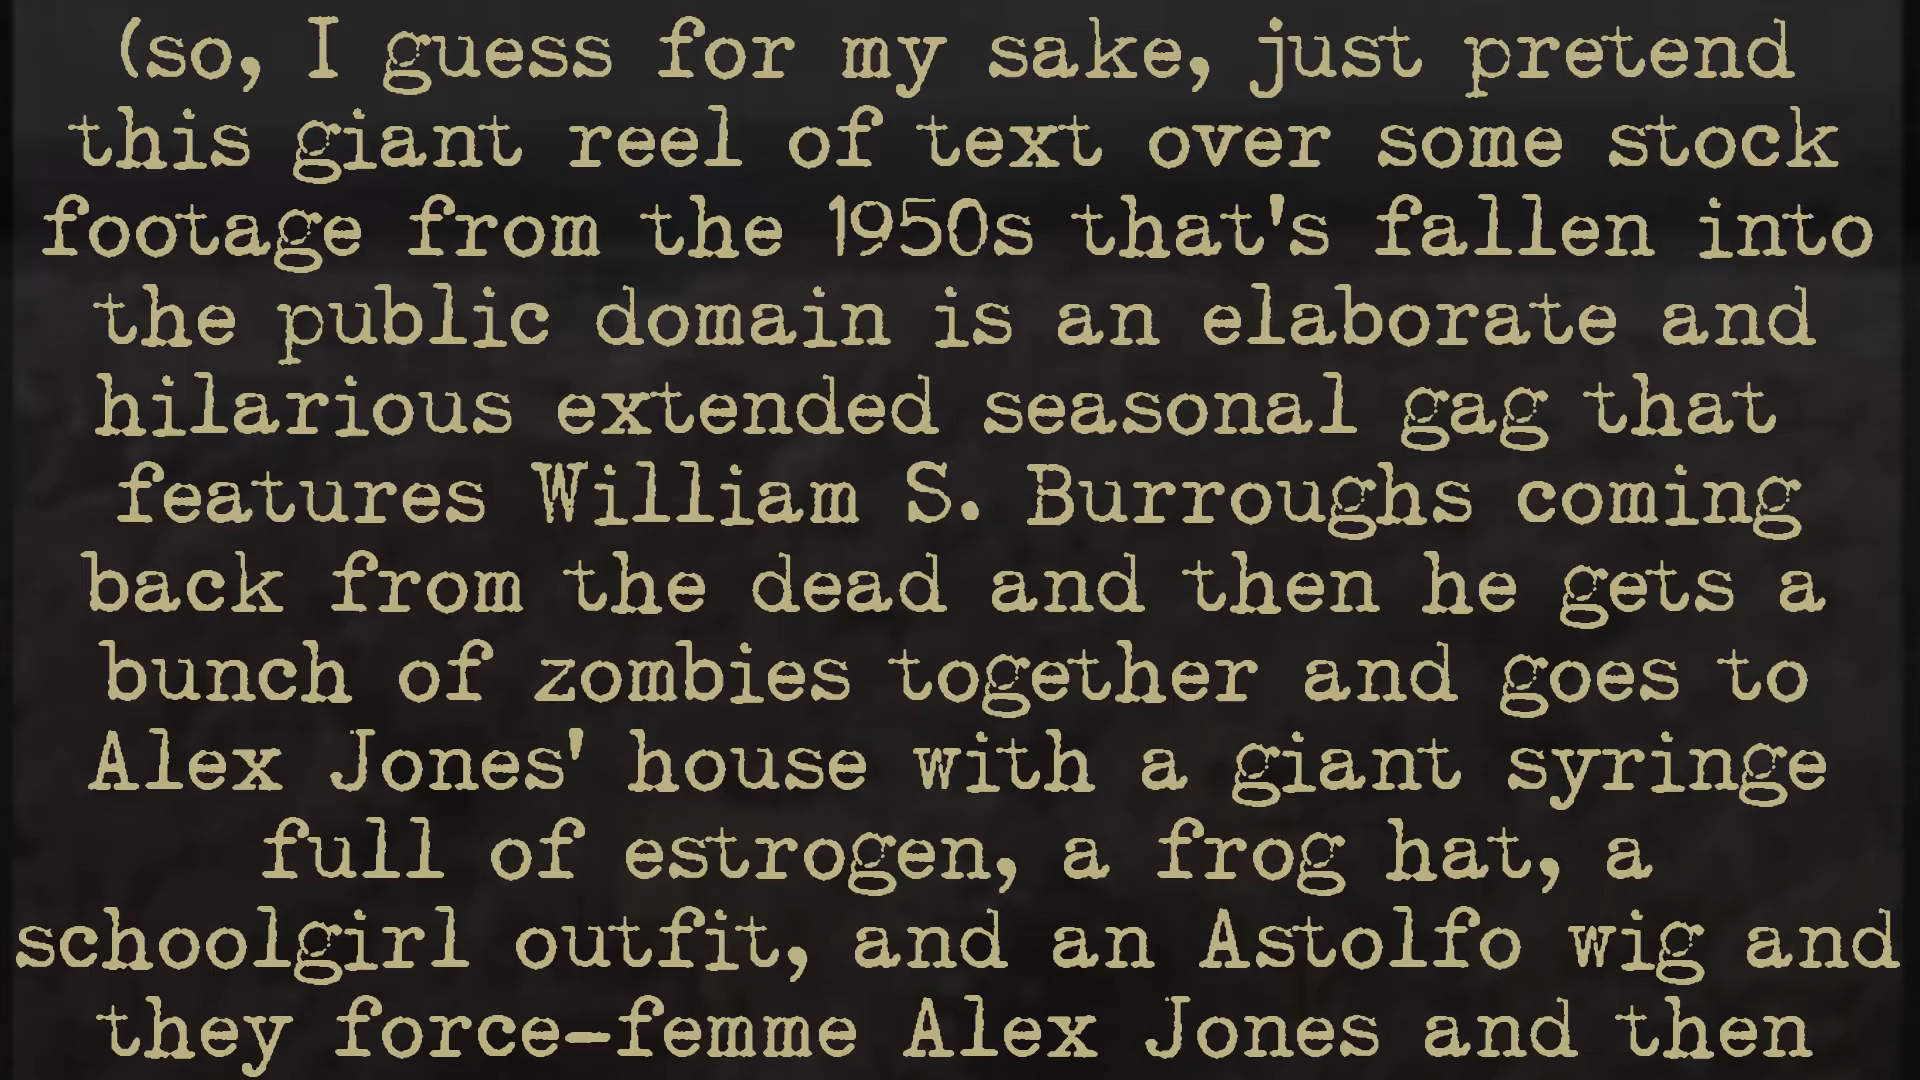 (so, I guess for my sake, just pretend
this giant reel of text over some stock
footage from the 1950s that's fallen into
the public domain is an elaborate and
hilarious extended seasonal gag that
features William S. Burroughs coming
back from the dead and then he gets a
bunch of zombies together and goes to
Alex Jones' house with a giant syringe
full of estrogen, a frog hat, a
schoolgirl outfit, and an Astolfo wig and
they force-femme Alex Jones and then